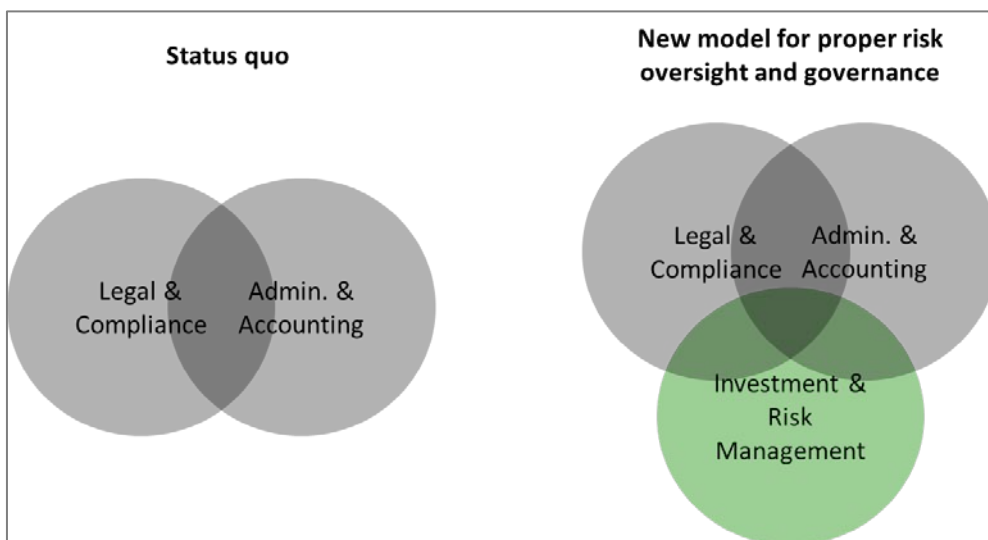 Status quo
Legal &
Compliance
Admin. &
Accounting
New model for proper risk
oversight and governance
Legal &
Compliance
Admin. &
Accounting
Investment &
Risk
Management